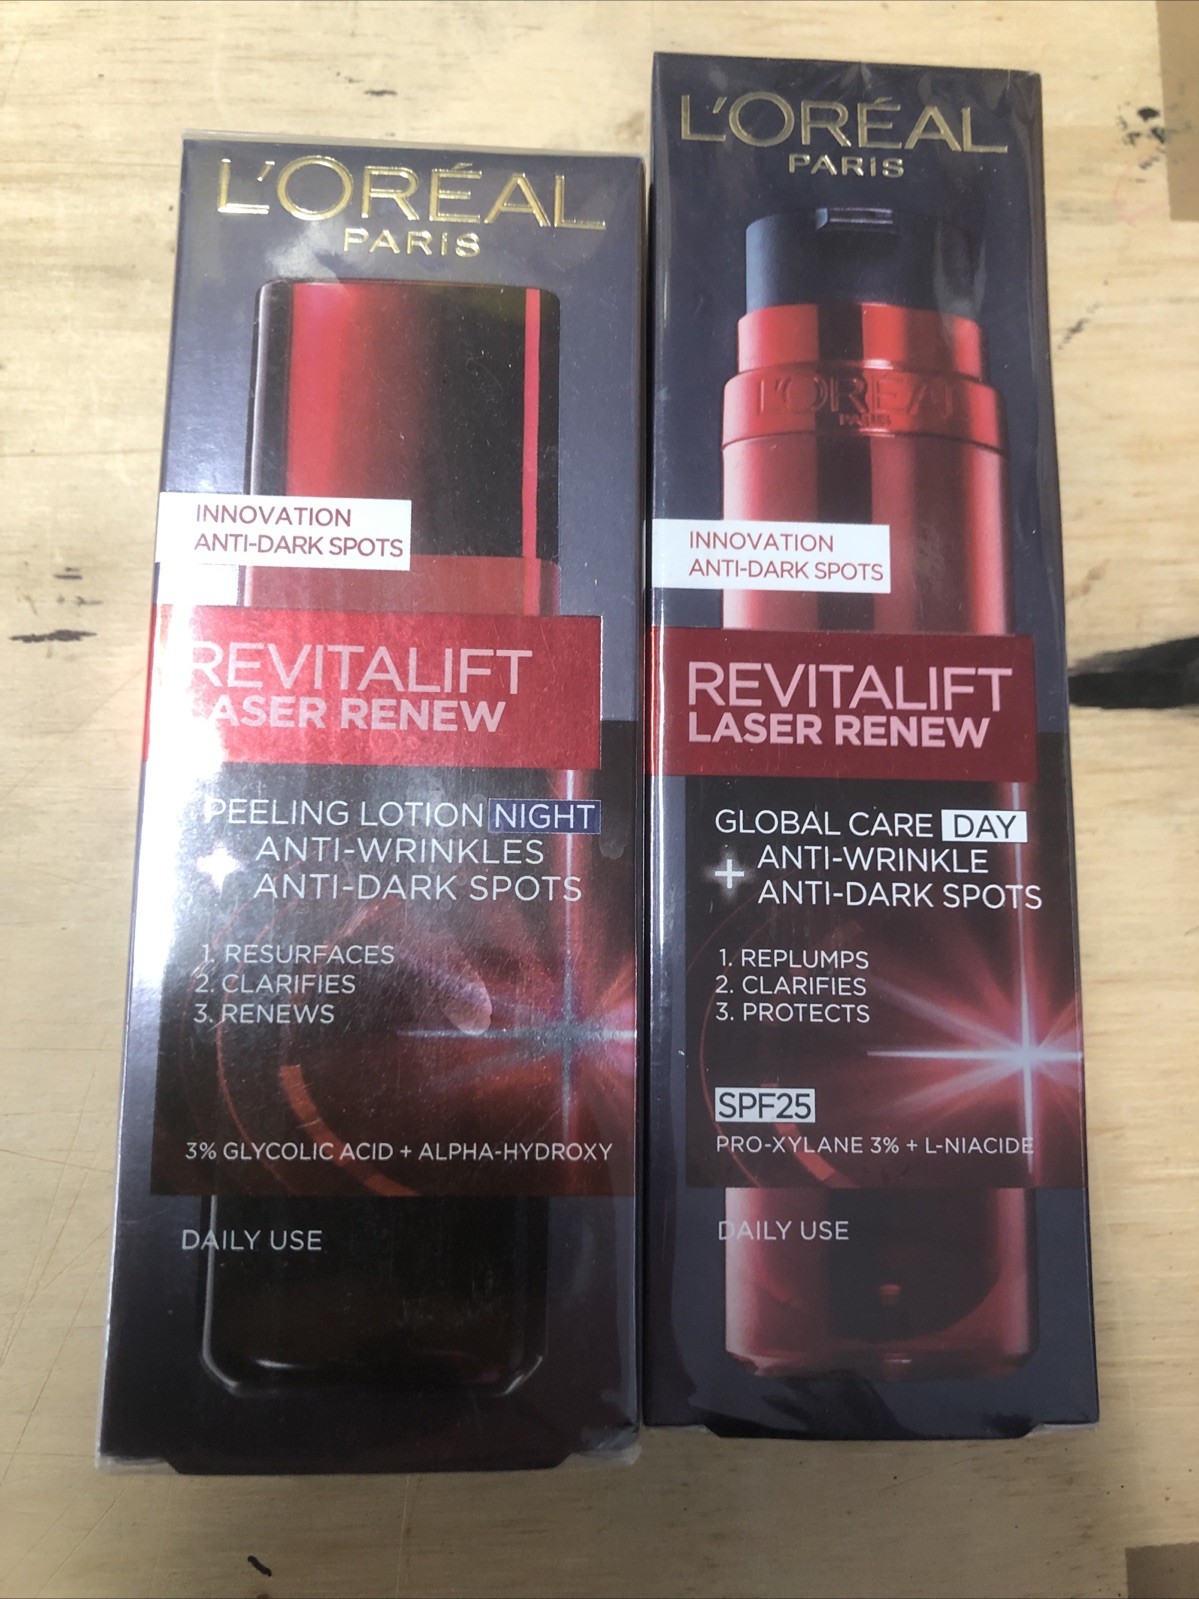 L'ORÉAL
PARIS
INNOVATION
ANTI-DARK SPOTS
REVITALIFT
LASER RENEW
PEELING LOTION NIGHT
+ ANTI-WRINKLES
ANTI-DARK SPOTS
1. RESURFACES
2. CLARIFIES
3. RENEWS
3% GLYCOLIC ACID + ALPHA-HYDROXY
DAILY USE
L'ORÉAL
PARIS
L'ORÉAL
PARIS
INNOVATION
ANTI-DARK SPOTS
REVITALIFT
LASER RENEW
GLOBAL CARE DAY
+ ANTI-WRINKLE
ANTI-DARK SPOTS
1. REPLUMPS
2. CLARIFIES
3. PROTECTS
SPF25
PRO-XYLANE 3% + L-NIACIDE
DAILY USE